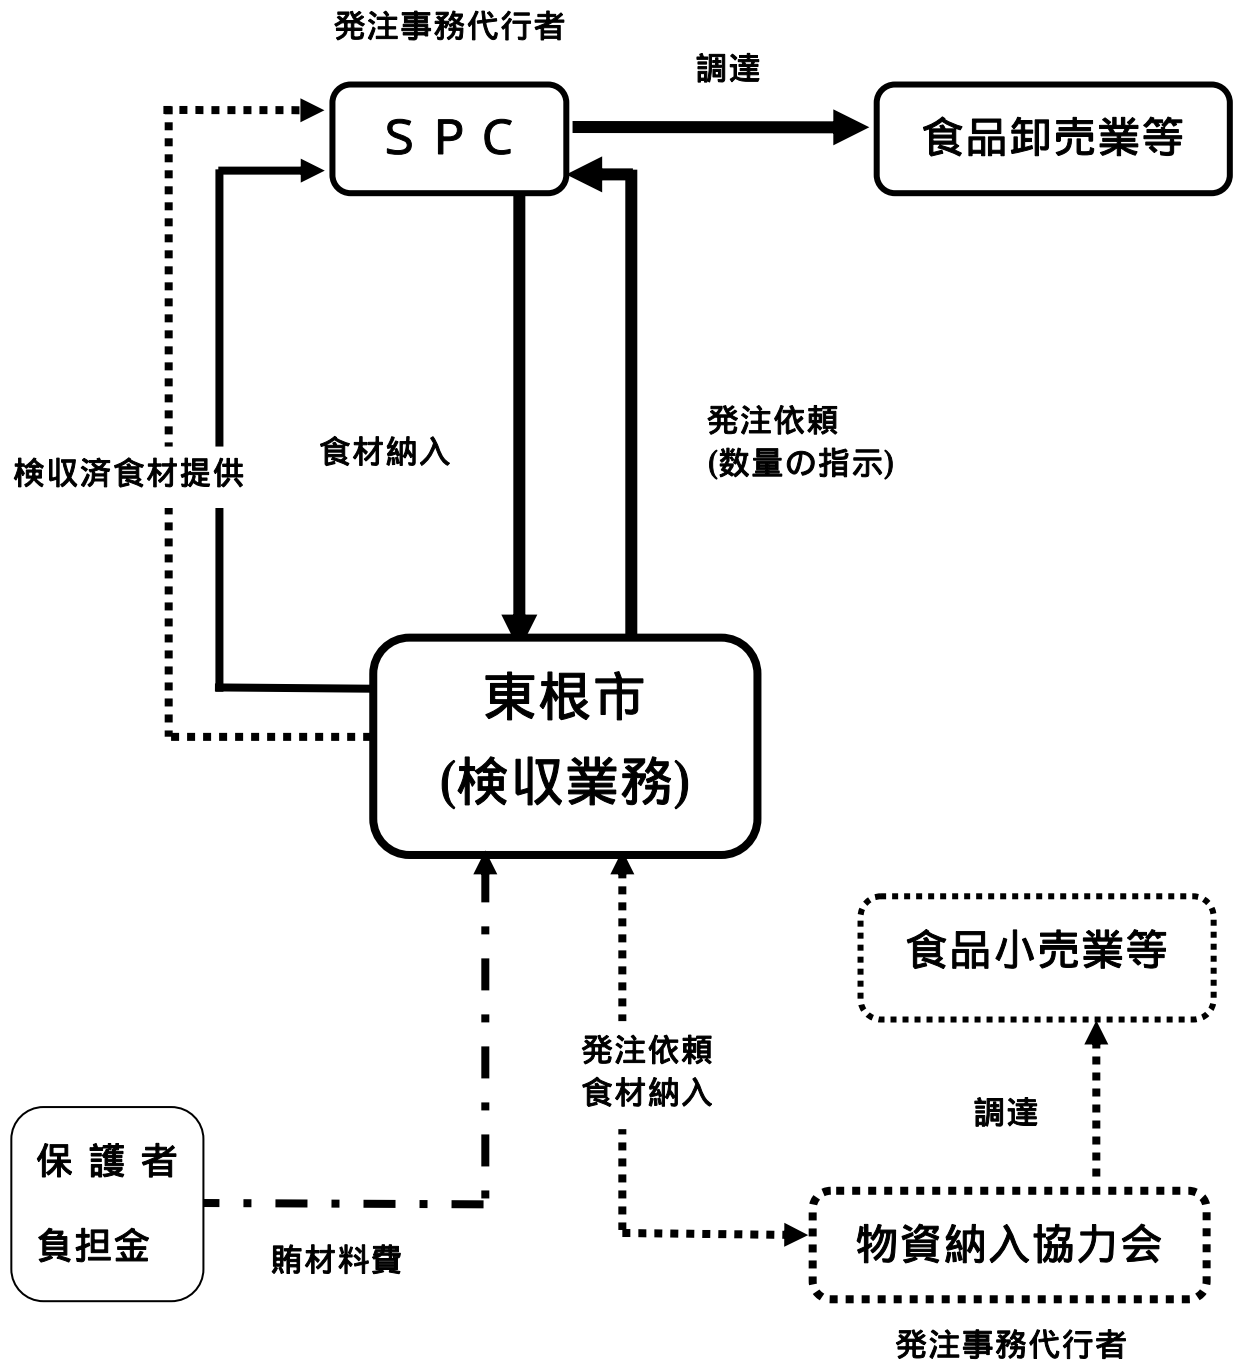 発注事務代行者
調達
ＳＰＣ
食品卸売業等
発注依頼
(数量の指示)
食材納入
検収済食材提供
東根市
(検収業務)
食品小売業等
発注依頼
食材納入
調達
保護者
負担金
賄材料費
物資納入協力会
発注事務代行者